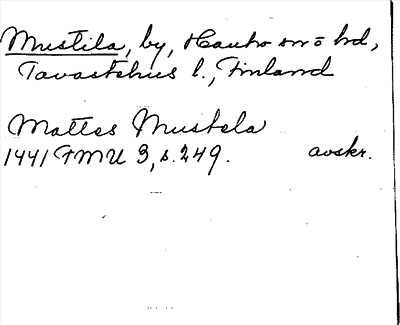 Mustila, by, Hauho sn o hd,
Tavastehus l., Finland
Mattes Mustela
1441 FMU 3, s. 249. avskr.